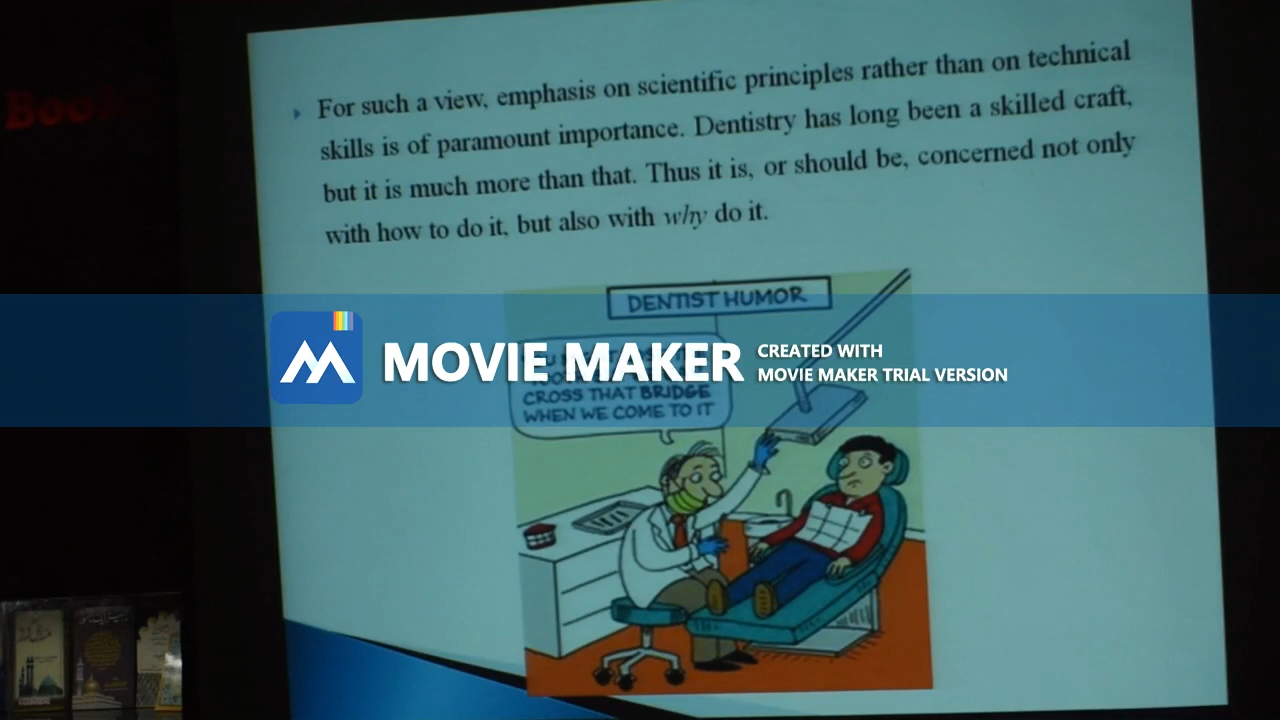 Boo
For such a view, emphasis on scientific principles rather than on technical
skills is of paramount importance. Dentistry has long been a skilled craft,
but it is much more than that. Thus it is, or should be, concerned not only
with how to do it, but also with why do it.
DENTIST HUMOR
MOVIE MAKER
CREATED WITH
MOVIE MAKER TRIAL VERSION
CROSS THAT BRIDGE
WHEN WE COME TO IT